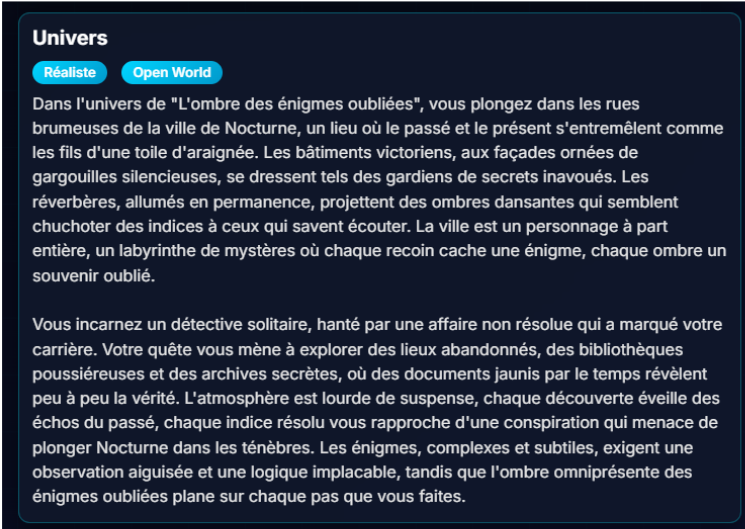 Univers
Réaliste Open World
Dans l'univers de "L'ombre des énigmes oubliées", vous plongez dans les rues
brumeuses de la ville de Nocturne, un lieu où le passé et le présent s'entremêlent comme
les fils d'une toile d'araignée. Les bâtiments victoriens, aux façades ornées de
gargouilles silencieuses, se dressent tels des gardiens de secrets inavoués. Les
réverbères, allumés en permanence, projettent des ombres dansantes qui semblent
chuchoter des indices à ceux qui savent écouter. La ville est un personnage à part
entière, un labyrinthe de mystères où chaque recoin cache une énigme, chaque ombre un
souvenir oublié.
Vous incarnez un détective solitaire, hanté par une affaire non résolue qui a marqué votre
carrière. Votre quête vous mène à explorer des lieux abandonnés, des bibliothèques
poussiéreuses et des archives secrètes, où des documents jaunis par le temps révèlent
peu à peu la vérité. L'atmosphère est lourde de suspense, chaque découverte éveille des
échos du passé, chaque indice résolu vous rapproche d'une conspiration qui menace de
plonger Nocturne dans les ténèbres. Les énigmes, complexes et subtiles, exigent une
observation aiguisée et une logique implacable, tandis que l'ombre omniprésente des
énigmes oubliées plane sur chaque pas que vous faites.